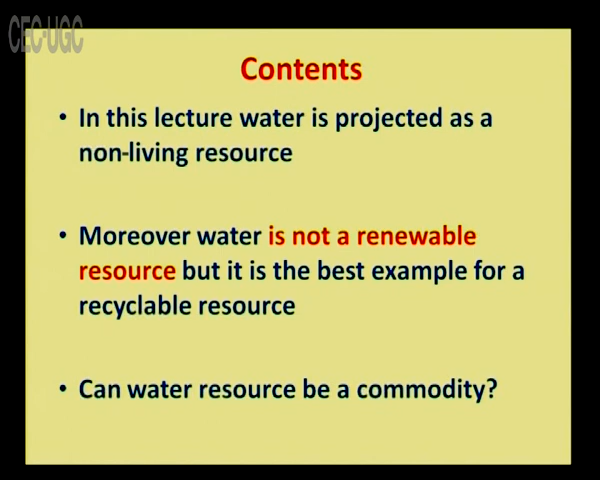 CEC-UGC
Contents
• In this lecture water is projected as a
non-living resource
• Moreover water is not a renewable
resource but it is the best example for a
recyclable resource
• Can water resource be a commodity?